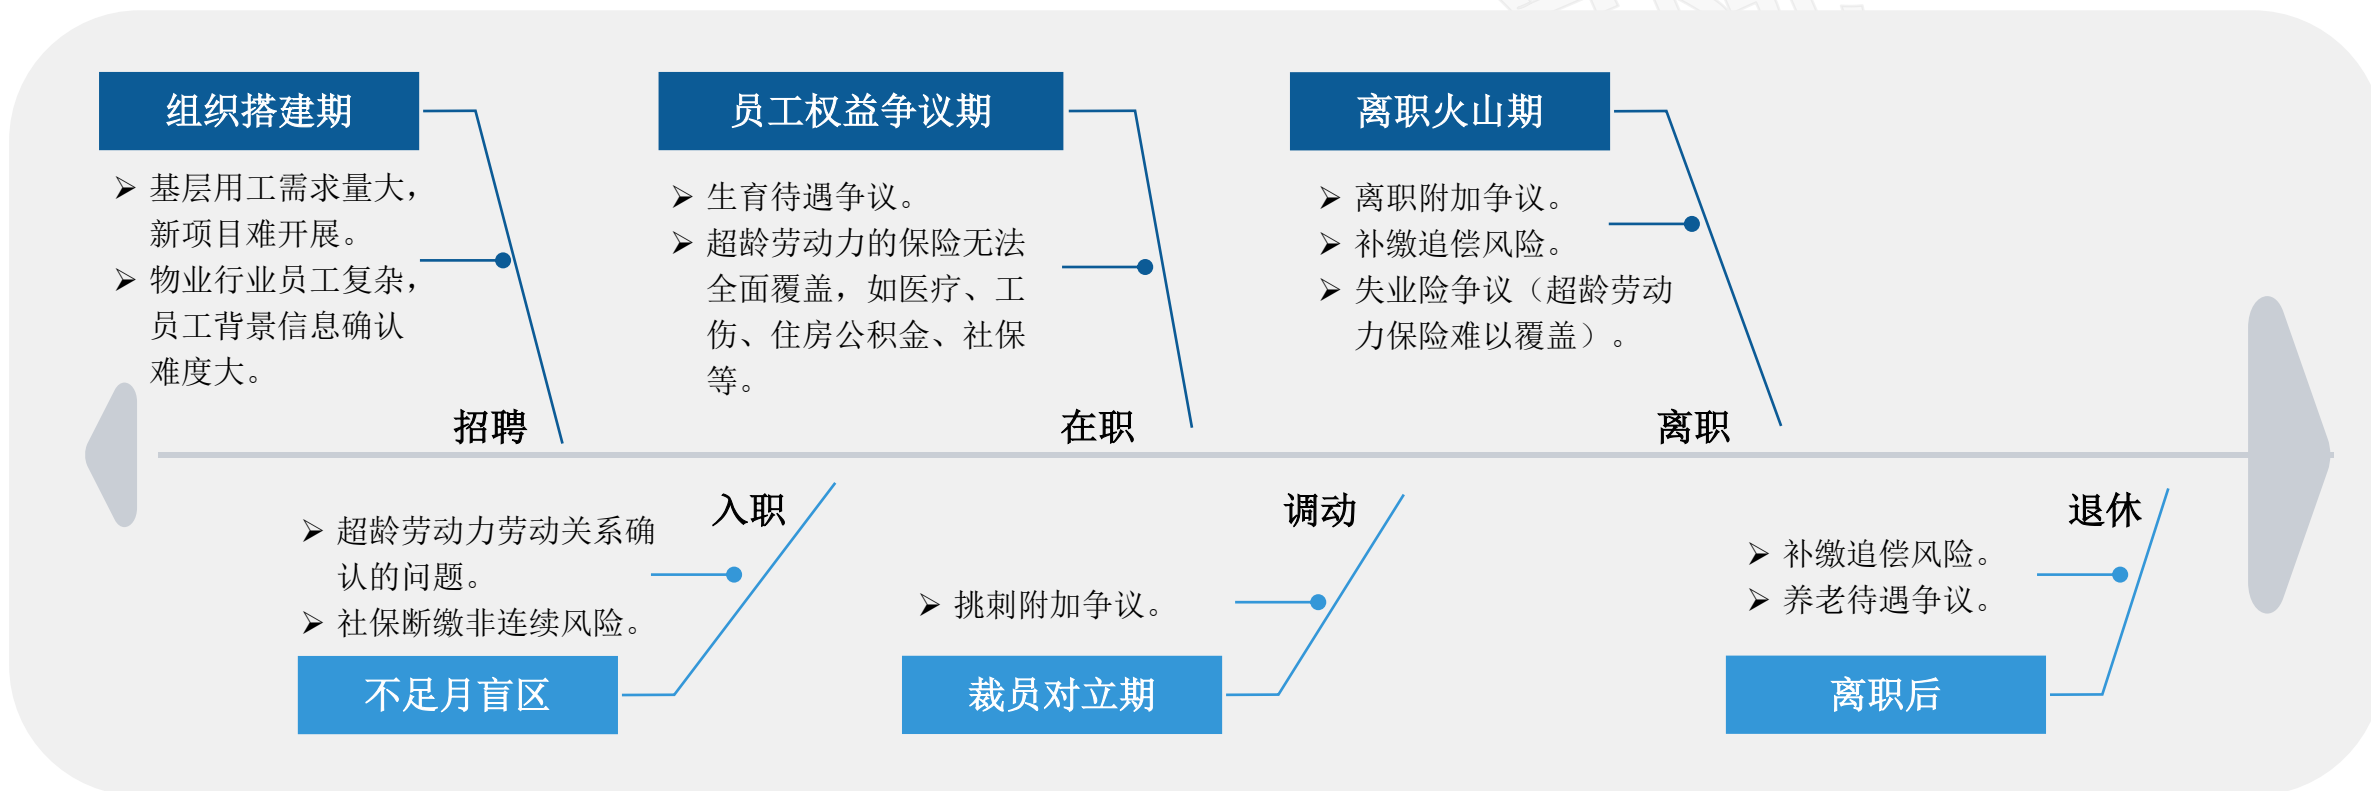 组织搭建期
基层用工需求量大，
新项目难开展。
物业行业员工复杂，
员工背景信息确认
难度大。
招聘
员工权益争议期
生育待遇争议。
超龄劳动力的保险无法
全面覆盖，如医疗、工
伤、住房公积金、社保
等。
在职
离职火山期
离职附加争议。
补缴追偿风险。
失业险争议（超龄劳动
力保险难以覆盖）。
离职
入职
超龄劳动力劳动关系确
认的问题。
社保断缴非连续风险。
不足月盲区
调动
挑刺附加争议。
裁员对立期
退休
补缴追偿风险。
养老待遇争议。
离职后